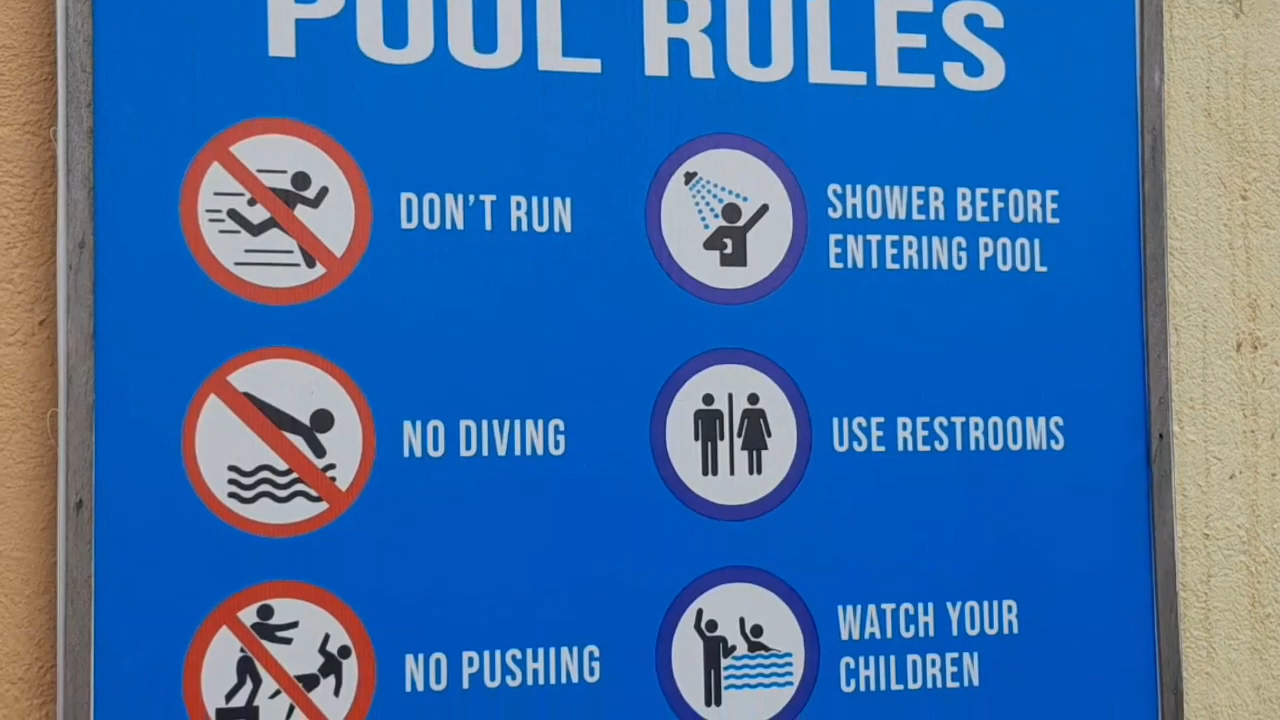 POOL RULES
DON'T RUN
SHOWER BEFORE
ENTERING POOL
NO DIVING
USE RESTROOMS
NO PUSHING
WATCH YOUR
CHILDREN